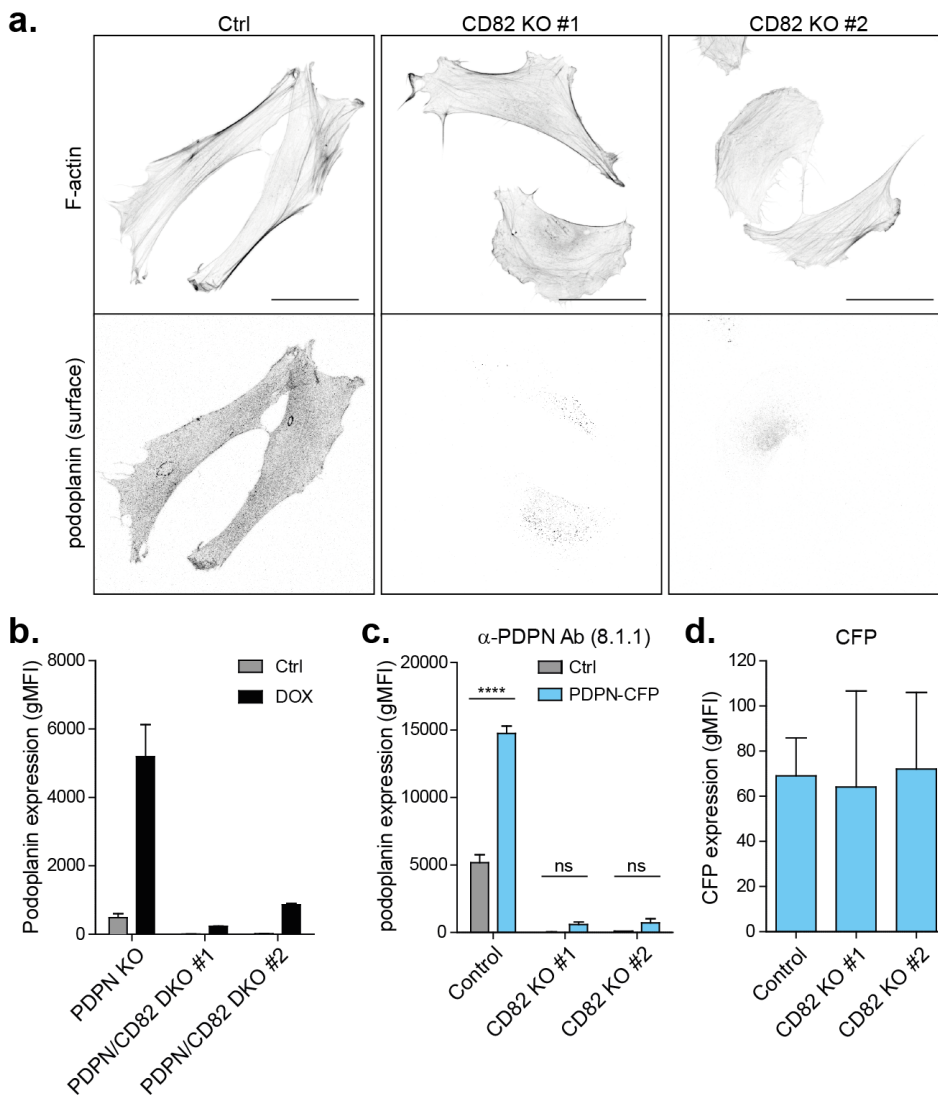 a.
Ctrl
CD82 KO #1
CD82 KO #2
F-actin
podoplanin (surface)
b.
Podoplanin expression (gMFI)
8000
6000
4000
2000
0
Ctrl
DOX
PDPN KO
PDPN/CD82 DKO #1
PDPN/CD82 DKO #2
c.
α-PDPN Ab (8.1.1)
podoplanin expression (gMFI)
20000
15000
10000
5000
0
Ctrl
PDPN-CFP
****
ns
ns
Control
CD82 KO #1
CD82 KO #2
d.
CFP
CFP expression (gMFI)
120
100
80
60
40
20
0
Control
CD82 KO #1
CD82 KO #2